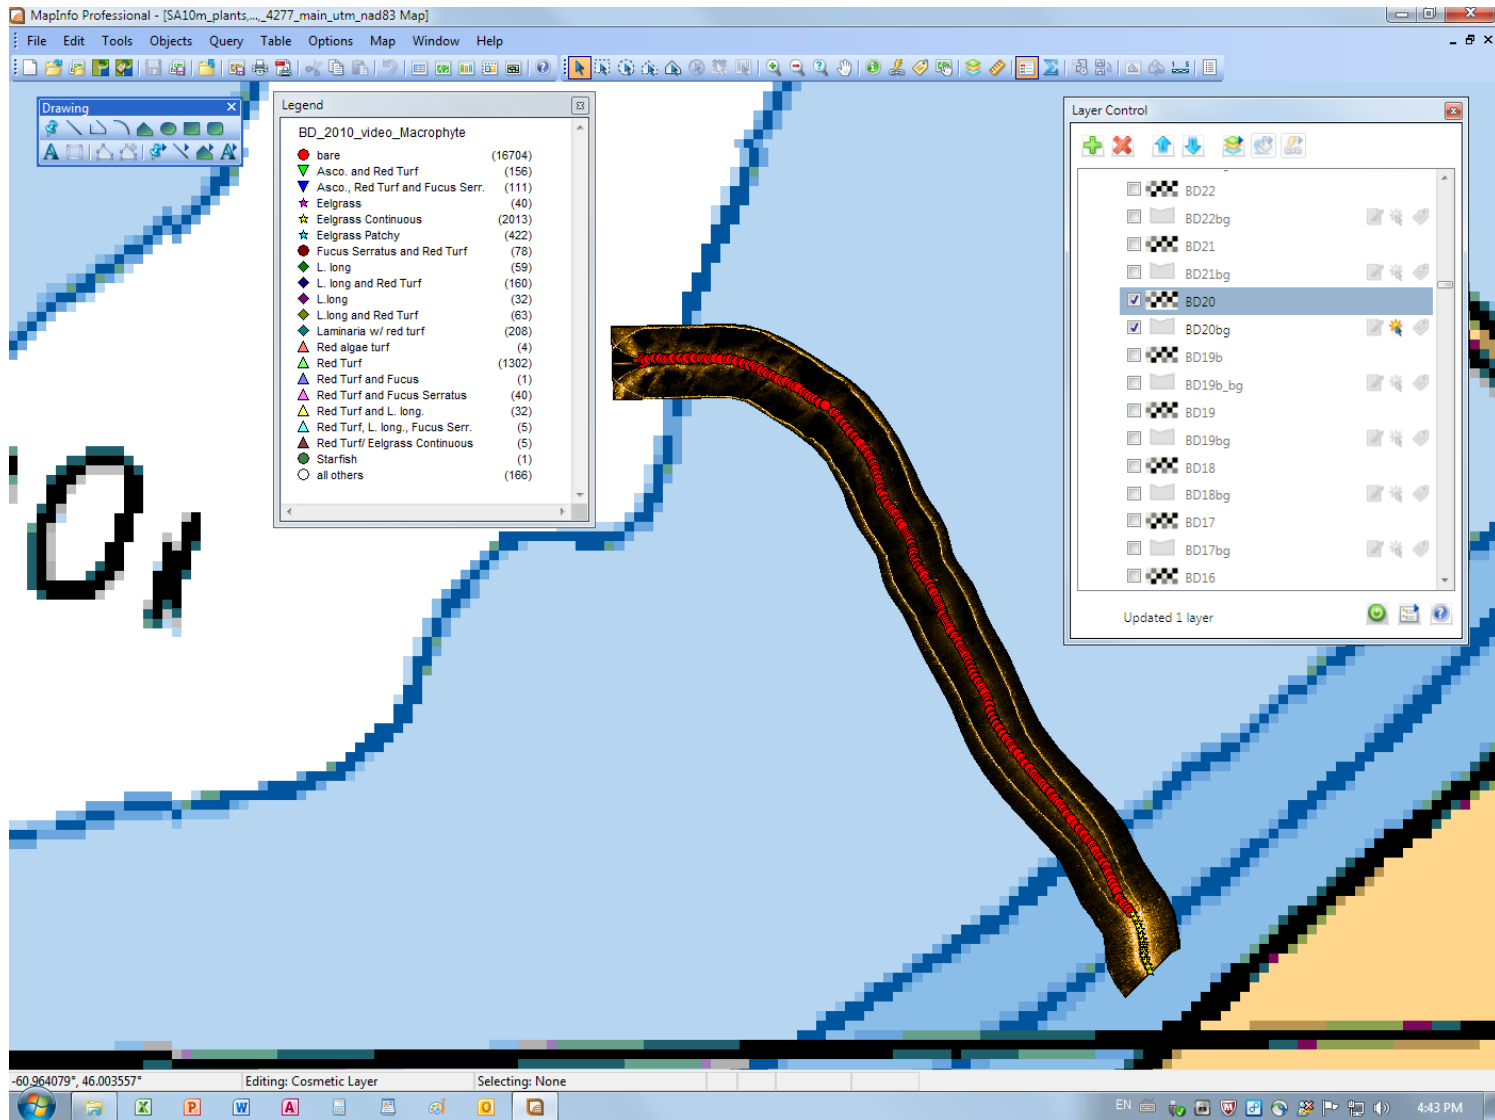 MapInfo Professional - [SA10m_plants,...,_4277_main_utm_nad83 Map]
File Edit Tools Objects Query Table Options Map Window Help
Drawing
Legend
BD_2010_video_Macrophyte
bare (16704)
Asco. and Red Turf (156)
Asco., Red Turf and Fucus Serr. (111)
Eelgrass (40)
Eelgrass Continuous (2013)
Eelgrass Patchy (422)
Fucus Serratus and Red Turf (78)
L. long (59)
L. long and Red Turf (160)
L.long (32)
L.long and Red Turf (63)
Laminaria w/ red turf (208)
Red algae turf (4)
Red Turf (1302)
Red Turf and Fucus (1)
Red Turf and Fucus Serratus (40)
Red Turf and L. long. (32)
Red Turf, L. long., Fucus Serr. (5)
Red Turf/ Eelgrass Continuous (5)
Starfish (1)
all others (166)
Layer Control
BD22
BD22bg
BD21
BD21bg
BD20
BD20bg
BD19b
BD19b_bg
BD19
BD19bg
BD18
BD18bg
BD17
BD17bg
BD16
Updated 1 layer
-60.964079°, 46.003557° Editing: Cosmetic Layer Selecting: None
EN 4:43 PM